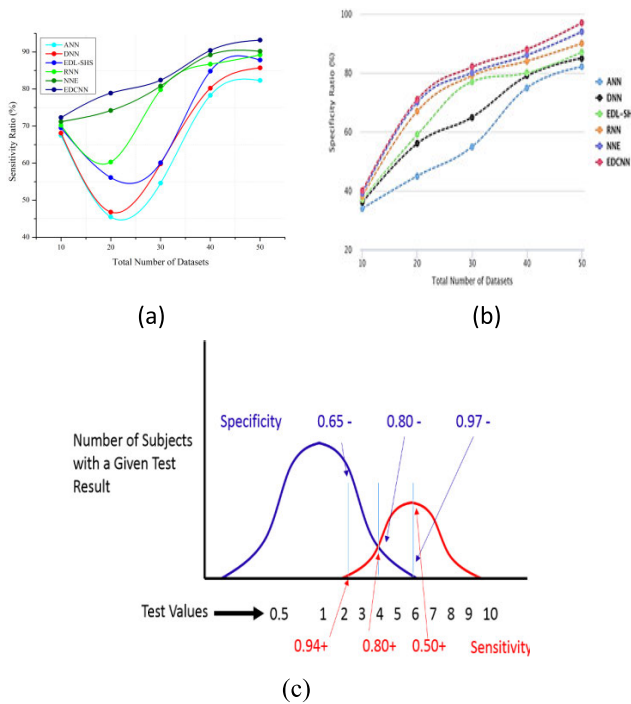 ANN
DNN
EDL-SHS
RNN
NNE
EDCNN
Sensitivity Ratio (%)
90
80
70
60
50
40
10 20 30 40 50
Total Number of Datasets
(a)
Specificity Ratio (%)
100
80
60
40
20
10 20 30 40 50
Total Number of Datasets
ANN
DNN
EDL-SH
RNN
NNE
EDCNN
(b)
Number of Subjects
with a Given Test
Result
Specificity 0.65 - 0.80 - 0.97 -
Test Values 0.5 1 2 3 4 5 6 7 8 9 10
0.94+ 0.80+ 0.50+ Sensitivity
(c)